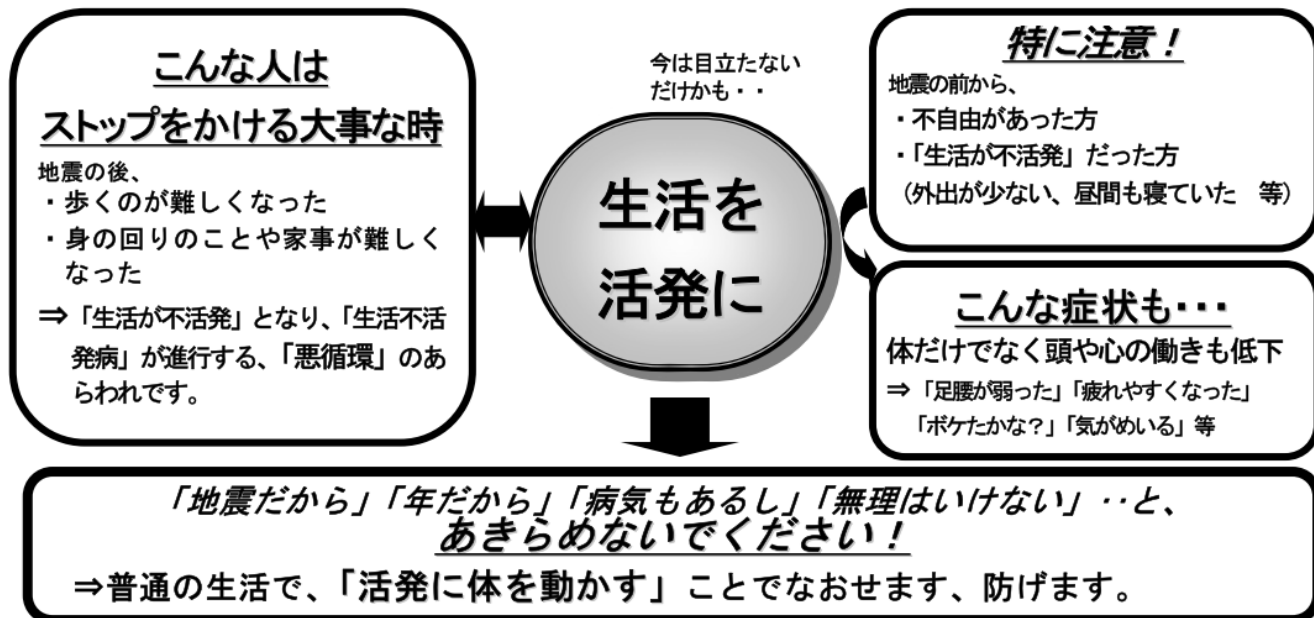 こんな人は
ストップをかける大事な時
地震の後、
・歩くのが難しくなった
・身の回りのことや家事が難しく
なった
⇒「生活が不活発」となり、「生活不活
発病」が進行する、「悪循環」のあ
らわれです。
今は目立たない
だけかも・・
生活を
活発に
特に注意！
地震の前から、
・不自由があった方
・「生活が不活発」だった方
（外出が少ない、昼間も寝ていた　等）
こんな症状も・・・
体だけでなく頭や心の働きも低下
⇒「足腰が弱った」「疲れやすくなった」
「ボケたかな？」「気がめいる」等
「地震だから」「年だから」「病気もあるし」「無理はいけない」‥と、
あきらめないでください！
⇒普通の生活で、「活発に体を動かす」ことでなおせます、防げます。